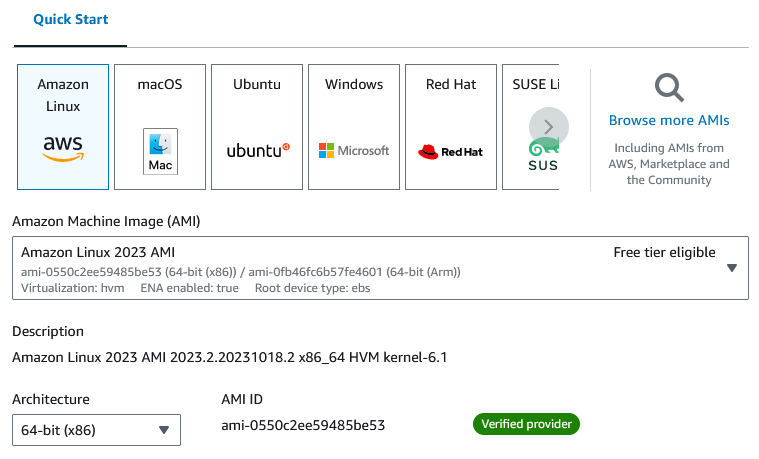 Quick Start
Amazon Linux
aws
macOS
Mac
Ubuntu
ubuntu
Windows
Microsoft
Red Hat
Red Hat
SUSE Li
SUS
Browse more AMIs
Including AMIs from
AWS, Marketplace and
the Community
Amazon Machine Image (AMI)
Amazon Linux 2023 AMI
Free tier eligible
ami-0550c2ee59485be53 (64-bit (x86)) / ami-0fb46fc6b57fe4601 (64-bit (Arm))
Virtualization: hvm ENA enabled: true Root device type: ebs
Description
Amazon Linux 2023 AMI 2023.2.20231018.2 x86_64 HVM kernel-6.1
Architecture
AMI ID
64-bit (x86)
ami-0550c2ee59485be53
Verified provider